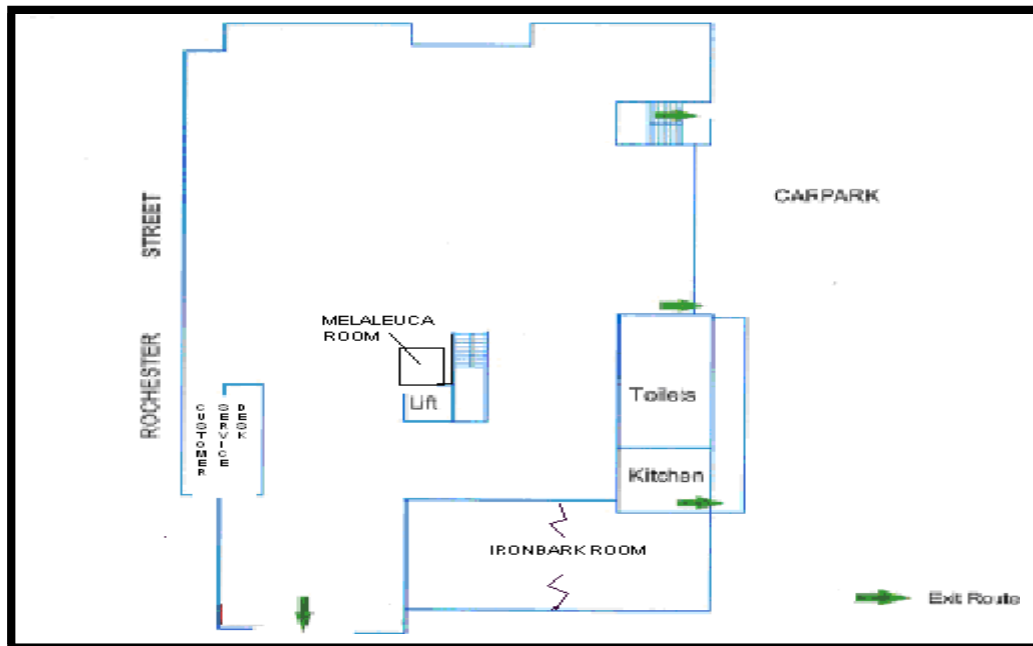 CARPARK
ROCHESTER STREET
MELALEUCA
ROOM
Lift
CUSTOMER
SERVICE
DESK
Toilets
Kitchen
IRONBARK ROOM
Exit Route